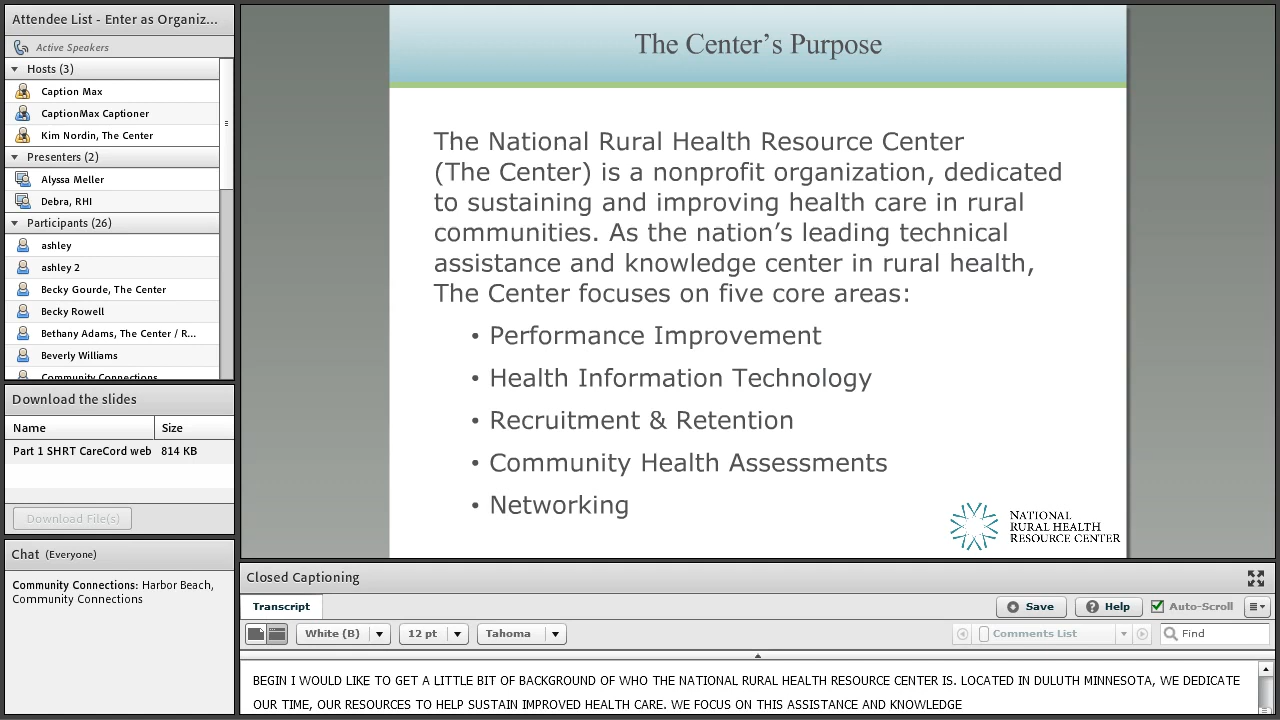 Attendee List - Enter as Organiz...
Active Speakers
Hosts (3)
Caption Max
CaptionMax Captioner
Kim Nordin, The Center
Presenters (2)
Alyssa Meller
Debra, RHI
Participants (26)
ashley
ashley 2
Becky Gourde, The Center
Becky Rowell
Bethany Adams, The Center / R...
Beverly Williams
Community Connections
Download the slides
Name Size
Part 1 SHRT CareCord web 814 KB
Download File(s)
Chat (Everyone)
Community Connections: Harbor Beach,
Community Connections
The Center's Purpose
The National Rural Health Resource Center
(The Center) is a nonprofit organization, dedicated
to sustaining and improving health care in rural
communities. As the nation's leading technical
assistance and knowledge center in rural health,
The Center focuses on five core areas:
• Performance Improvement
• Health Information Technology
• Recruitment & Retention
• Community Health Assessments
• Networking
NATIONAL
RURAL HEALTH
RESOURCE CENTER
Closed Captioning
Transcript Save Help Auto-Scroll
White (B) 12 pt Tahoma Comments List Find
BEGIN I WOULD LIKE TO GET A LITTLE BIT OF BACKGROUND OF WHO THE NATIONAL RURAL HEALTH RESOURCE CENTER IS. LOCATED IN DULUTH MINNESOTA, WE DEDICATE
OUR TIME, OUR RESOURCES TO HELP SUSTAIN IMPROVED HEALTH CARE. WE FOCUS ON THIS ASSISTANCE AND KNOWLEDGE